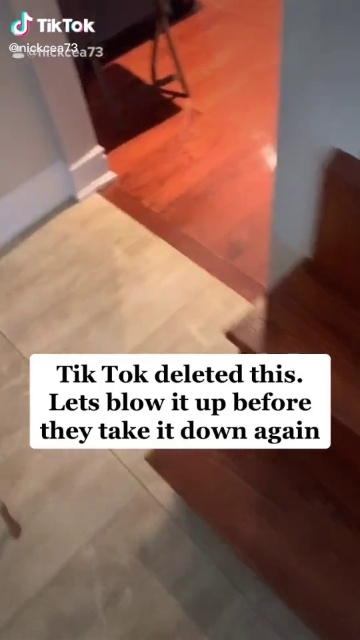 TikTok
@nickcea73
@nickcea73
Tik Tok deleted this.
Lets blow it up before
they take it down again